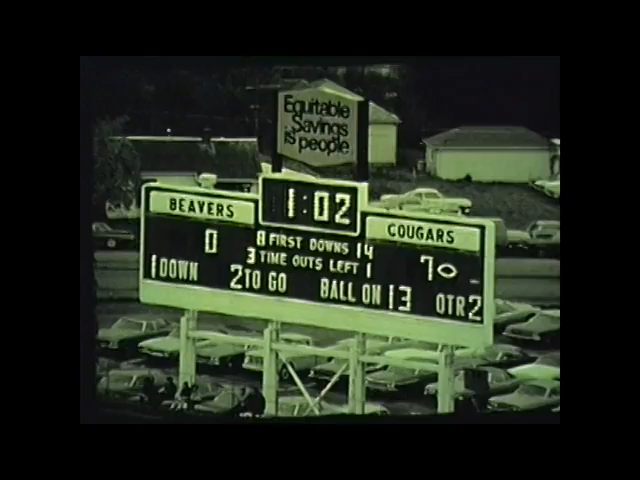 Equitable
Savings
is people
1:02
BEAVERS
COUGARS
0
8 FIRST DOWNS 14
70
3 TIME OUTS LEFT 1
1 DOWN
2 TO GO
BALL ON 13
QTR 2